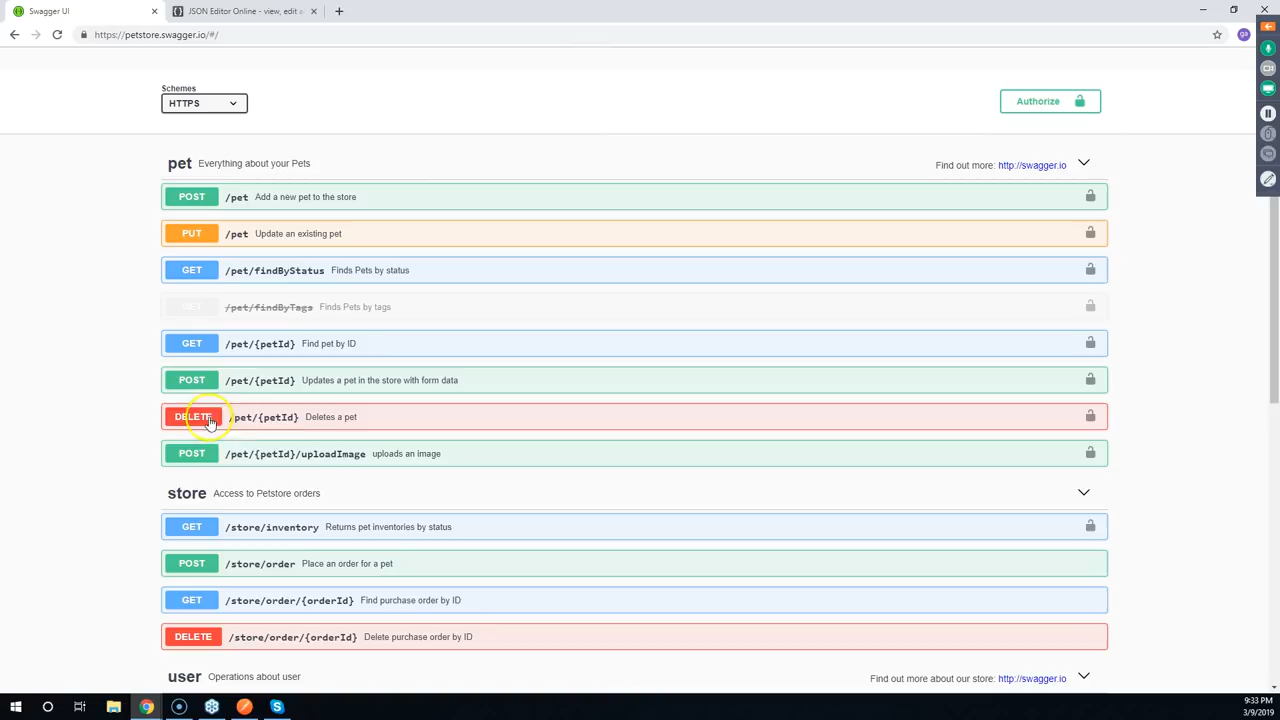 Swagger UI
JSON Editor Online - view, edit a
https://petstore.swagger.io/#/
Schemes
HTTPS
Authorize
pet Everything about your Pets
Find out more: http://swagger.io
POST /pet Add a new pet to the store
PUT /pet Update an existing pet
GET /pet/findByStatus Finds Pets by status
GET /pet/findByTags Finds Pets by tags
GET /pet/{petId} Find pet by ID
POST /pet/{petId} Updates a pet in the store with form data
DELETE /pet/{petId} Deletes a pet
POST /pet/{petId}/uploadImage uploads an image
store Access to Petstore orders
GET /store/inventory Returns pet inventories by status
POST /store/order Place an order for a pet
GET /store/order/{orderId} Find purchase order by ID
DELETE /store/order/{orderId} Delete purchase order by ID
user Operations about user
Find out more about our store: http://swagger.io
9:33 PM
3/9/2019